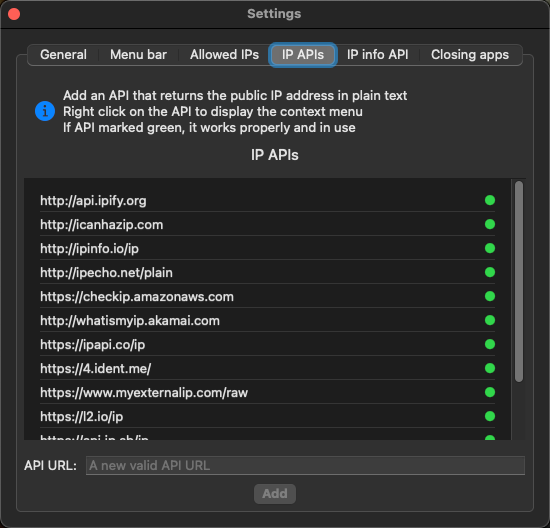 Settings
General
Menu bar
Allowed IPs
IP APIs
IP info API
Closing apps
Add an API that returns the public IP address in plain text
Right click on the API to display the context menu
If API marked green, it works properly and in use
IP APIs
http://api.ipify.org
http://icanhazip.com
http://ipinfo.io/ip
http://ipecho.net/plain
https://checkip.amazonaws.com
http://whatismyip.akamai.com
https://ipapi.co/ip
https://4.ident.me/
https://www.myexternalip.com/raw
https://l2.io/ip
API URL: A new valid API URL
Add